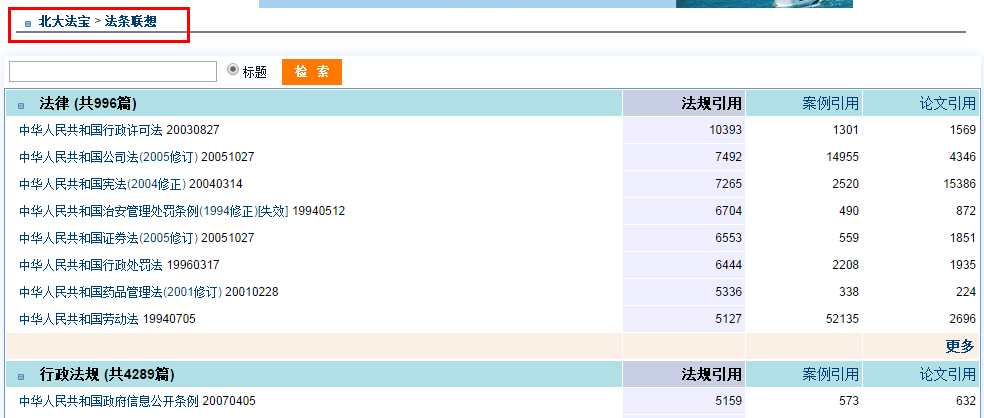 北大法宝 > 法条联想
标题 检 索
法律 (共996篇) 法规引用 案例引用 论文引用
中华人民共和国行政许可法 20030827 10393 1301 1569
中华人民共和国公司法(2005修订) 20051027 7492 14955 4346
中华人民共和国宪法(2004修正) 20040314 7265 2520 15386
中华人民共和国治安管理处罚条例(1994修正)[失效] 19940512 6704 490 872
中华人民共和国证券法(2005修订) 20051027 6553 559 1851
中华人民共和国行政处罚法 19960317 6444 2208 1935
中华人民共和国药品管理法(2001修订) 20010228 5336 338 224
中华人民共和国劳动法 19940705 5127 52135 2696
更多
行政法规 (共4289篇) 法规引用 案例引用 论文引用
中华人民共和国政府信息公开条例 20070405 5159 573 632